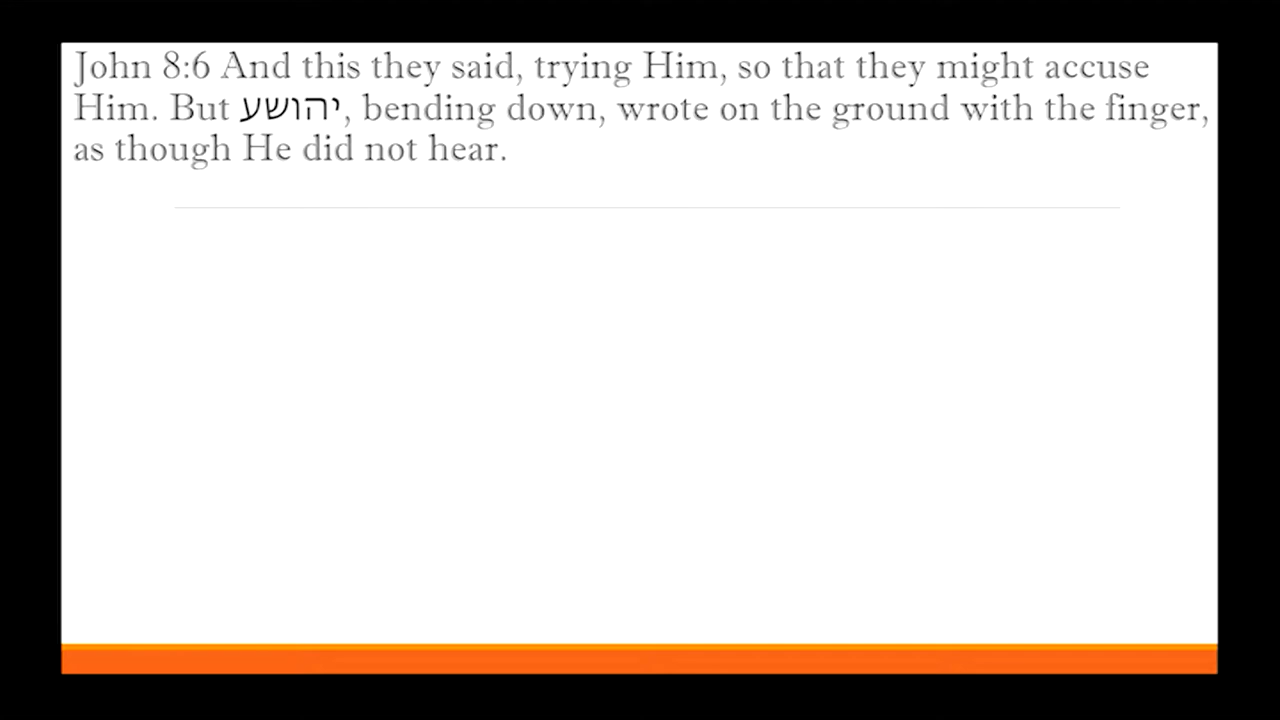 John 8:6 And this they said, trying Him, so that they might accuse
Him. But יהושע, bending down, wrote on the ground with the finger,
as though He did not hear.